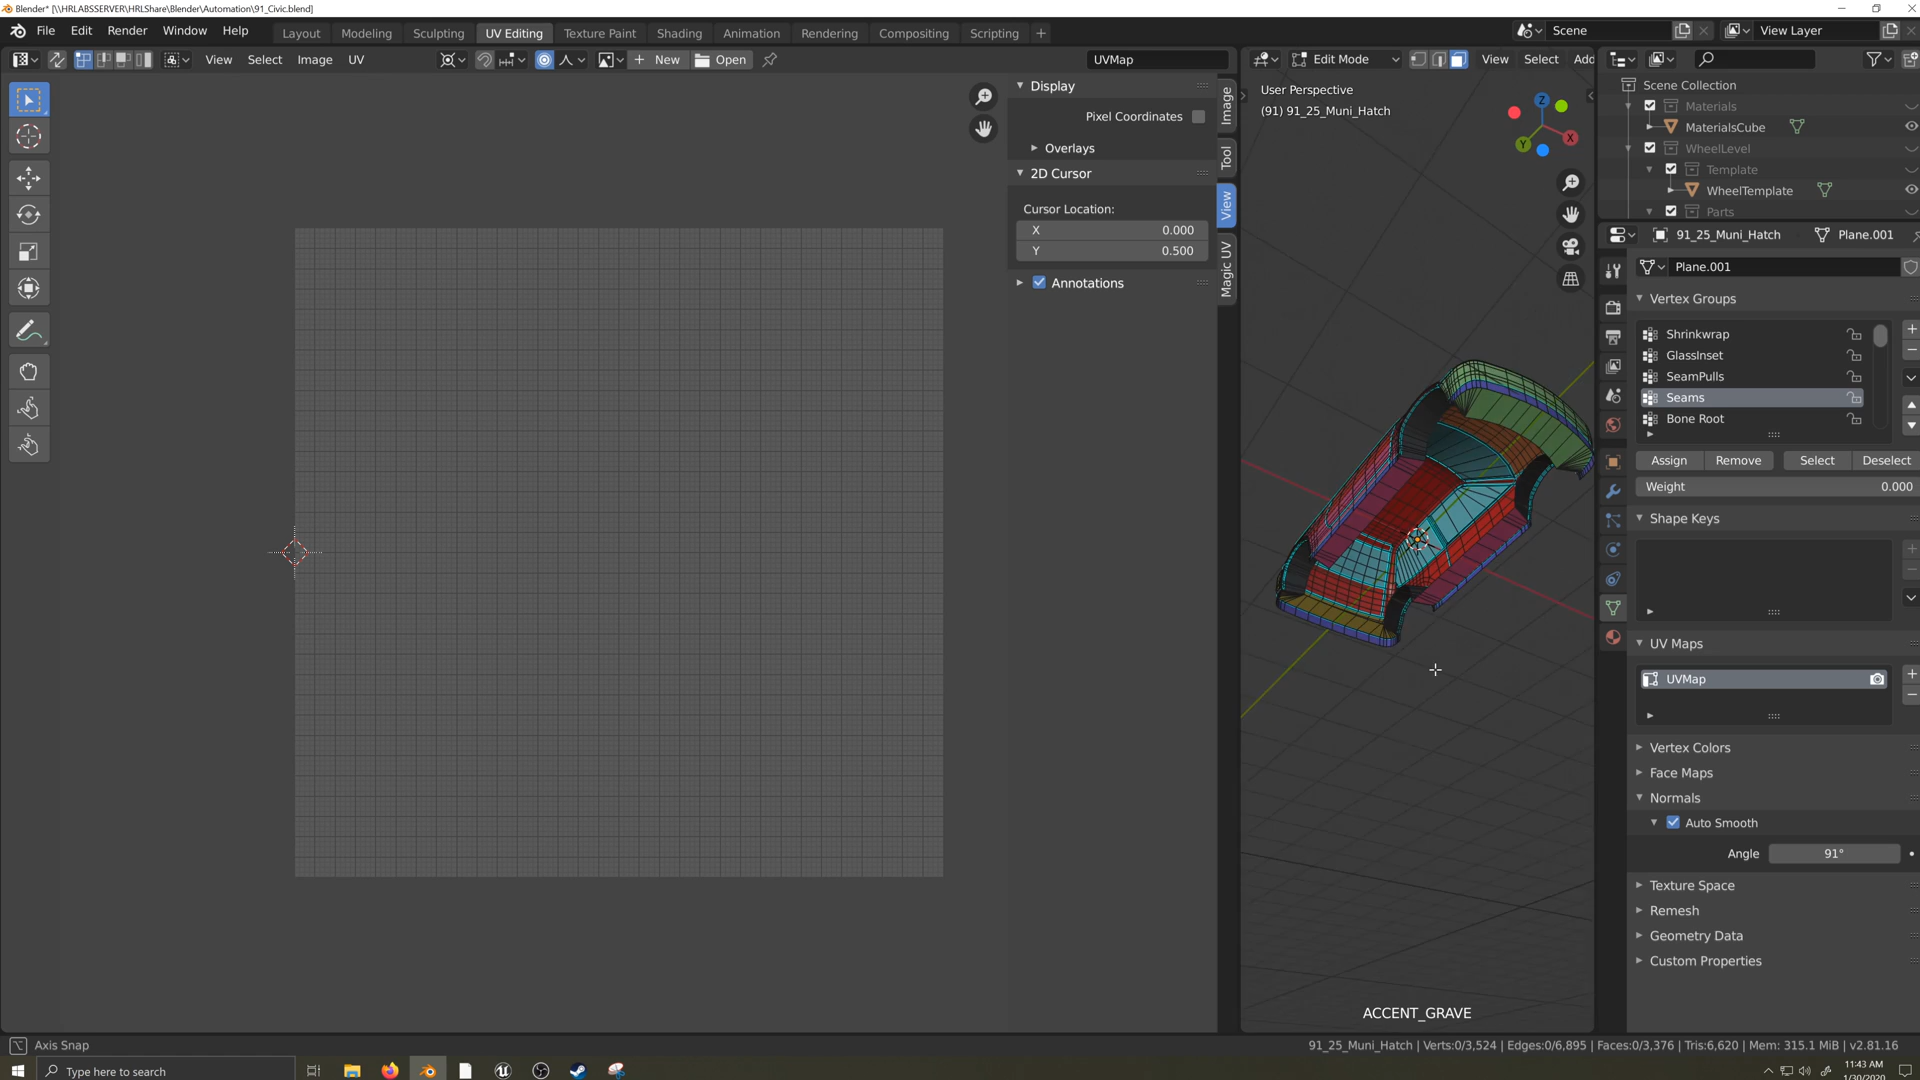 Blender* [\\HRLABSSERVER\HRLShare\Blender\Automation\91_Civic.blend]
File Edit Render Window Help Layout Modeling Sculpting UV Editing Texture Paint Shading Animation Rendering Compositing Scripting + Scene View Layer
View Select Image UV New Open UVMap Edit Mode View Select Add
Display
Pixel Coordinates
Overlays
2D Cursor
Cursor Location:
X 0.000
Y 0.500
Annotations
Image
Tool
View
Magic UV
User Perspective
(91) 91_25_Muni_Hatch
Z
X
Y
ACCENT_GRAVE
Scene Collection
Materials
MaterialsCube
WheelLevel
Template
WheelTemplate
Parts
91_25_Muni_Hatch Plane.001
Plane.001
Vertex Groups
Shrinkwrap
GlassInset
SeamPulls
Seams
Bone Root
Assign Remove Select Deselect
Weight 0.000
Shape Keys
UV Maps
UVMap
Vertex Colors
Face Maps
Normals
Auto Smooth
Angle 91°
Texture Space
Remesh
Geometry Data
Custom Properties
Axis Snap
91_25_Muni_Hatch | Verts:0/3,524 | Edges:0/6,895 | Faces:0/3,376 | Tris:6,620 | Mem: 315.1 MiB | v2.81.16
Type here to search
11:43 AM
1/30/2020